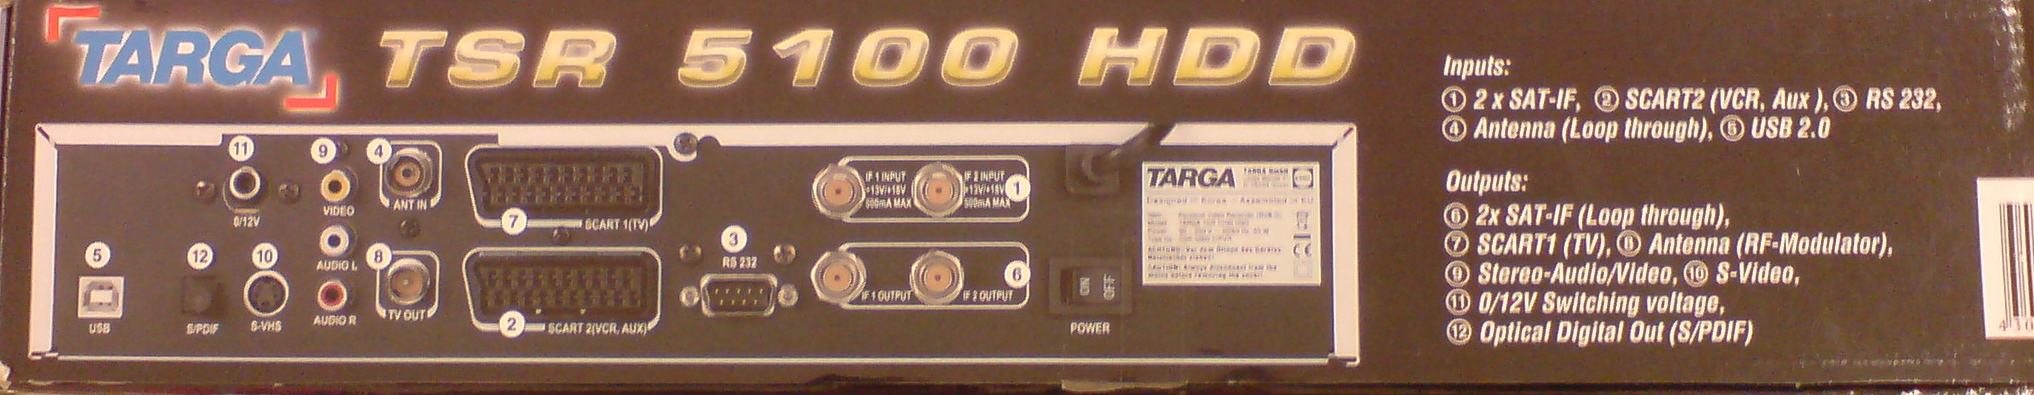 TARGA TSR 5100 HDD
Inputs:
① 2 x SAT-IF, ② SCART2 (VCR, Aux ), ③ RS 232,
④ Antenna (Loop through), ⑤ USB 2.0
Outputs:
⑥ 2x SAT-IF (Loop through),
⑦ SCART1 (TV), ⑧ Antenna (RF-Modulator),
⑨ Stereo-Audio/Video, ⑩ S-Video,
⑪ 0/12V Switching voltage,
⑫ Optical Digital Out (S/PDIF)
11
0/12V
9
VIDEO
AUDIO L
AUDIO R
4
ANT IN
8
TV OUT
5
USB
12
S/PDIF
10
S-VHS
7
SCART 1(TV)
2
SCART 2(VCR, AUX)
3
RS 232
IF 1 INPUT
+13V/+18V
500mA MAX
IF 2 INPUT
+13V/+18V
500mA MAX
1
IF 1 OUTPUT
IF 2 OUTPUT
6
ON
OFF
POWER
TARGA
Designed in Korea - Assembled in EU
CE